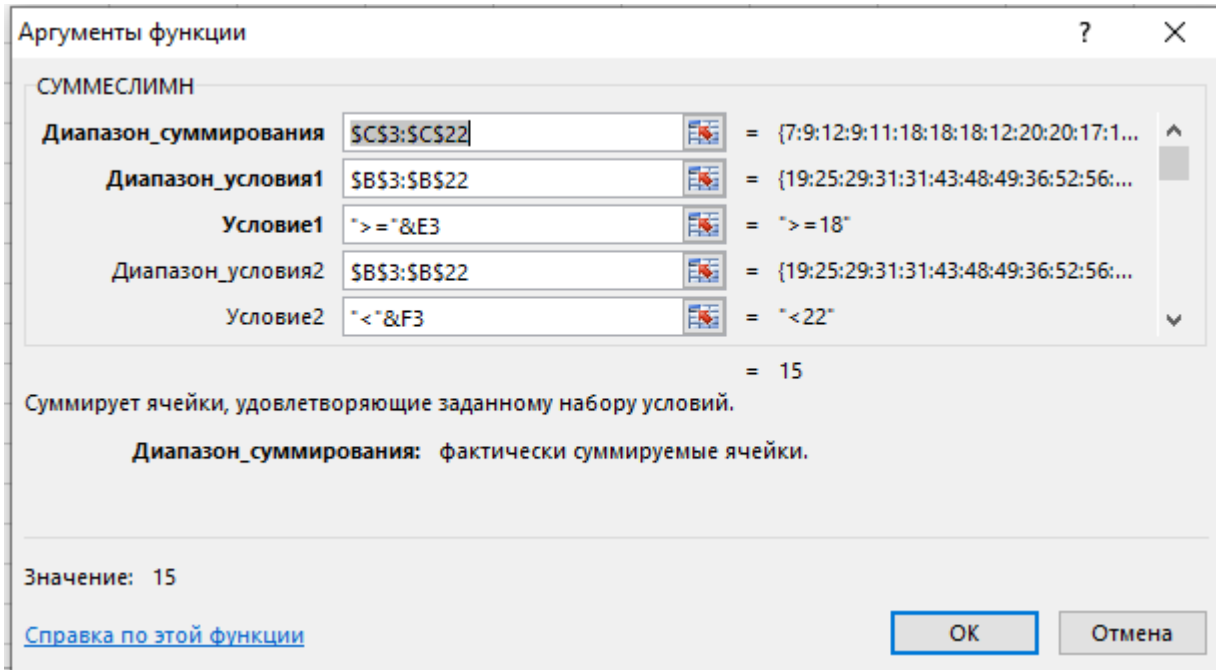 Аргументы функции ? ×
СУММЕСЛИМН
Диапазон_суммирования $C$3:$C$22 = {7:9:12:9:11:18:18:18:12:20:20:17:1...
Диапазон_условия1 $B$3:$B$22 = {19:25:29:31:31:43:48:49:36:52:56:...
Условие1 ">="&E3 = ">=18"
Диапазон_условия2 $B$3:$B$22 = {19:25:29:31:31:43:48:49:36:52:56:...
Условие2 "<"&F3 = "<22"
= 15
Суммирует ячейки, удовлетворяющие заданному набору условий.
Диапазон_суммирования: фактически суммируемые ячейки.
Значение: 15
Справка по этой функции ОК Отмена